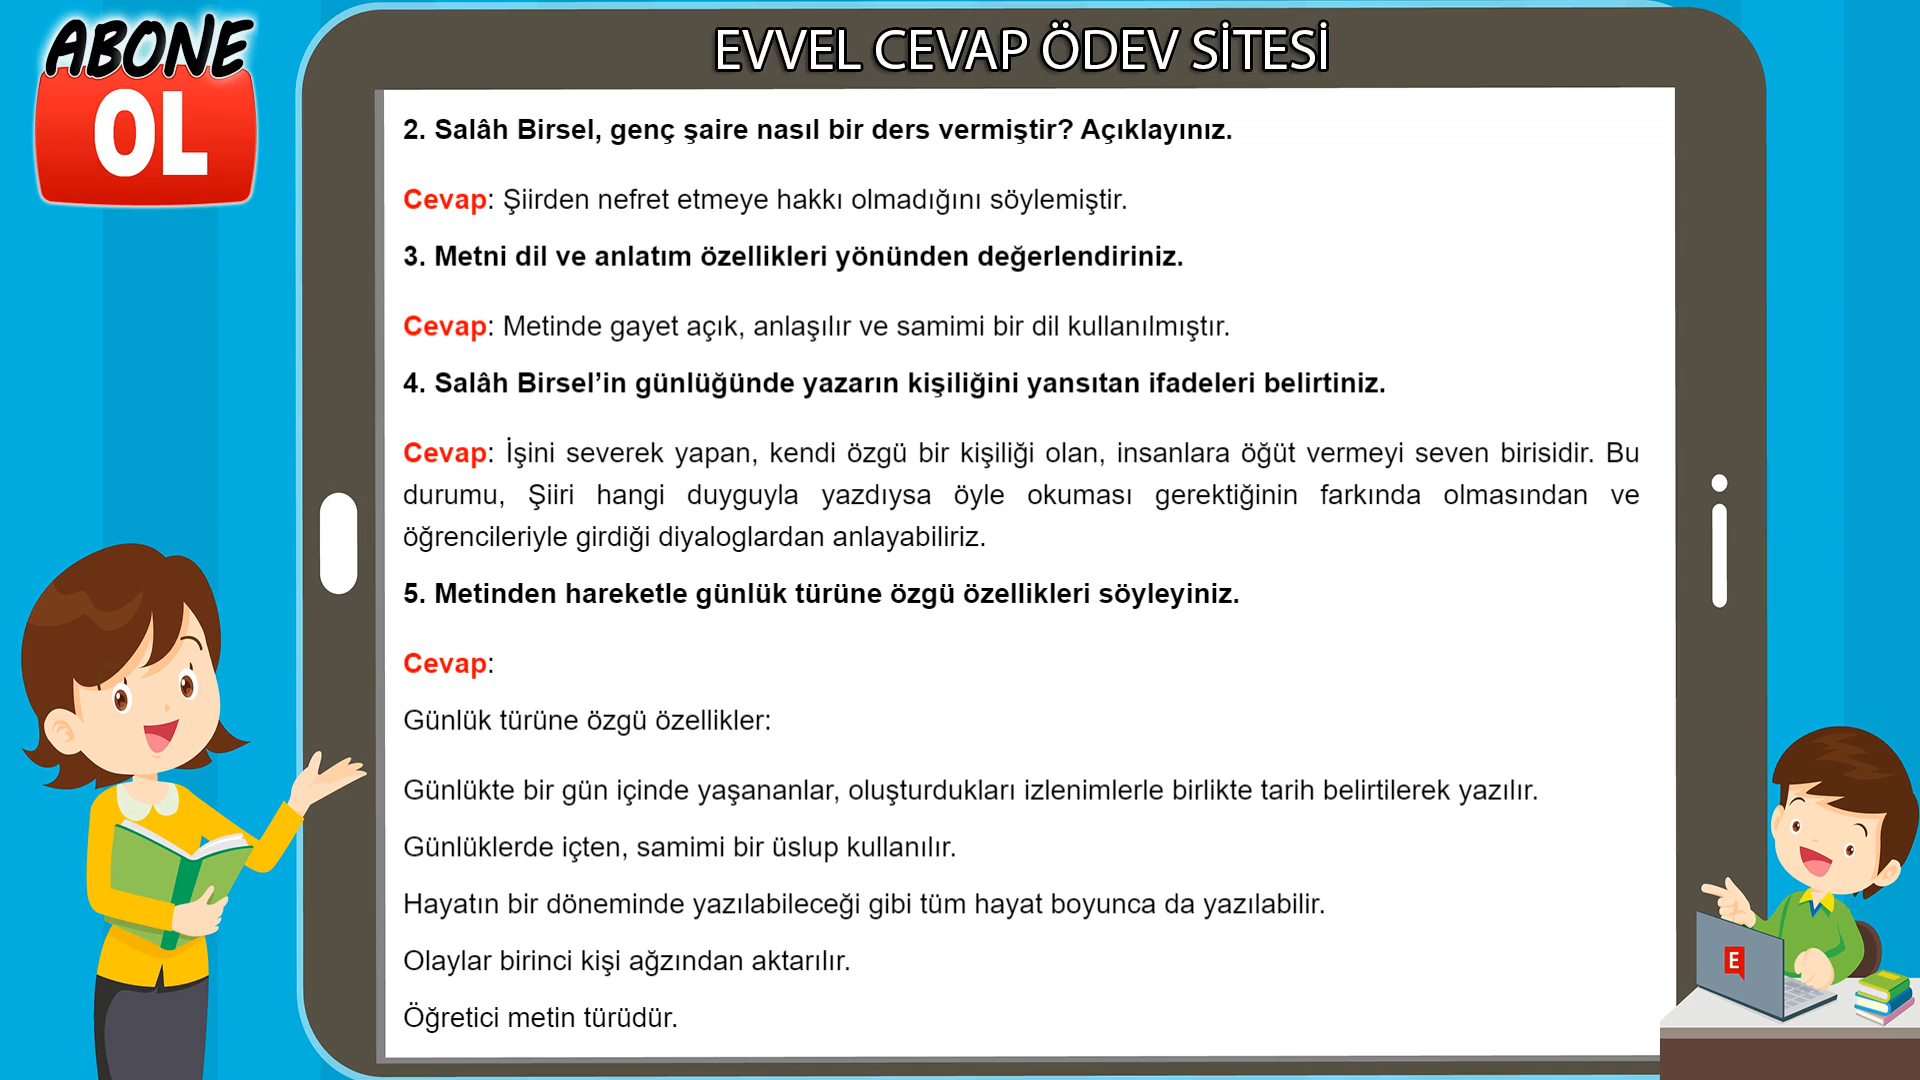 ABONE
OL
EVVEL CEVAP ÖDEV SİTESİ
2. Salâh Birsel, genç şaire nasıl bir ders vermiştir? Açıklayınız.
Cevap: Şiirden nefret etmeye hakkı olmadığını söylemiştir.
3. Metni dil ve anlatım özellikleri yönünden değerlendiriniz.
Cevap: Metinde gayet açık, anlaşılır ve samimi bir dil kullanılmıştır.
4. Salâh Birsel’in günlüğünde yazarın kişiliğini yansıtan ifadeleri belirtiniz.
Cevap: İşini severek yapan, kendi özgü bir kişiliği olan, insanlara öğüt vermeyi seven birisidir. Bu
durumu, Şiiri hangi duyguyla yazdıysa öyle okuması gerektiğinin farkında olmasından ve
öğrencileriyle girdiği diyaloglardan anlayabiliriz.
5. Metinden hareketle günlük türüne özgü özellikleri söyleyiniz.
Cevap:
Günlük türüne özgü özellikler:
Günlükte bir gün içinde yaşananlar, oluşturdukları izlenimlerle birlikte tarih belirtilerek yazılır.
Günlüklerde içten, samimi bir üslup kullanılır.
Hayatın bir döneminde yazılabileceği gibi tüm hayat boyunca da yazılabilir.
Olaylar birinci kişi ağzından aktarılır.
Öğretici metin türüdür.
E